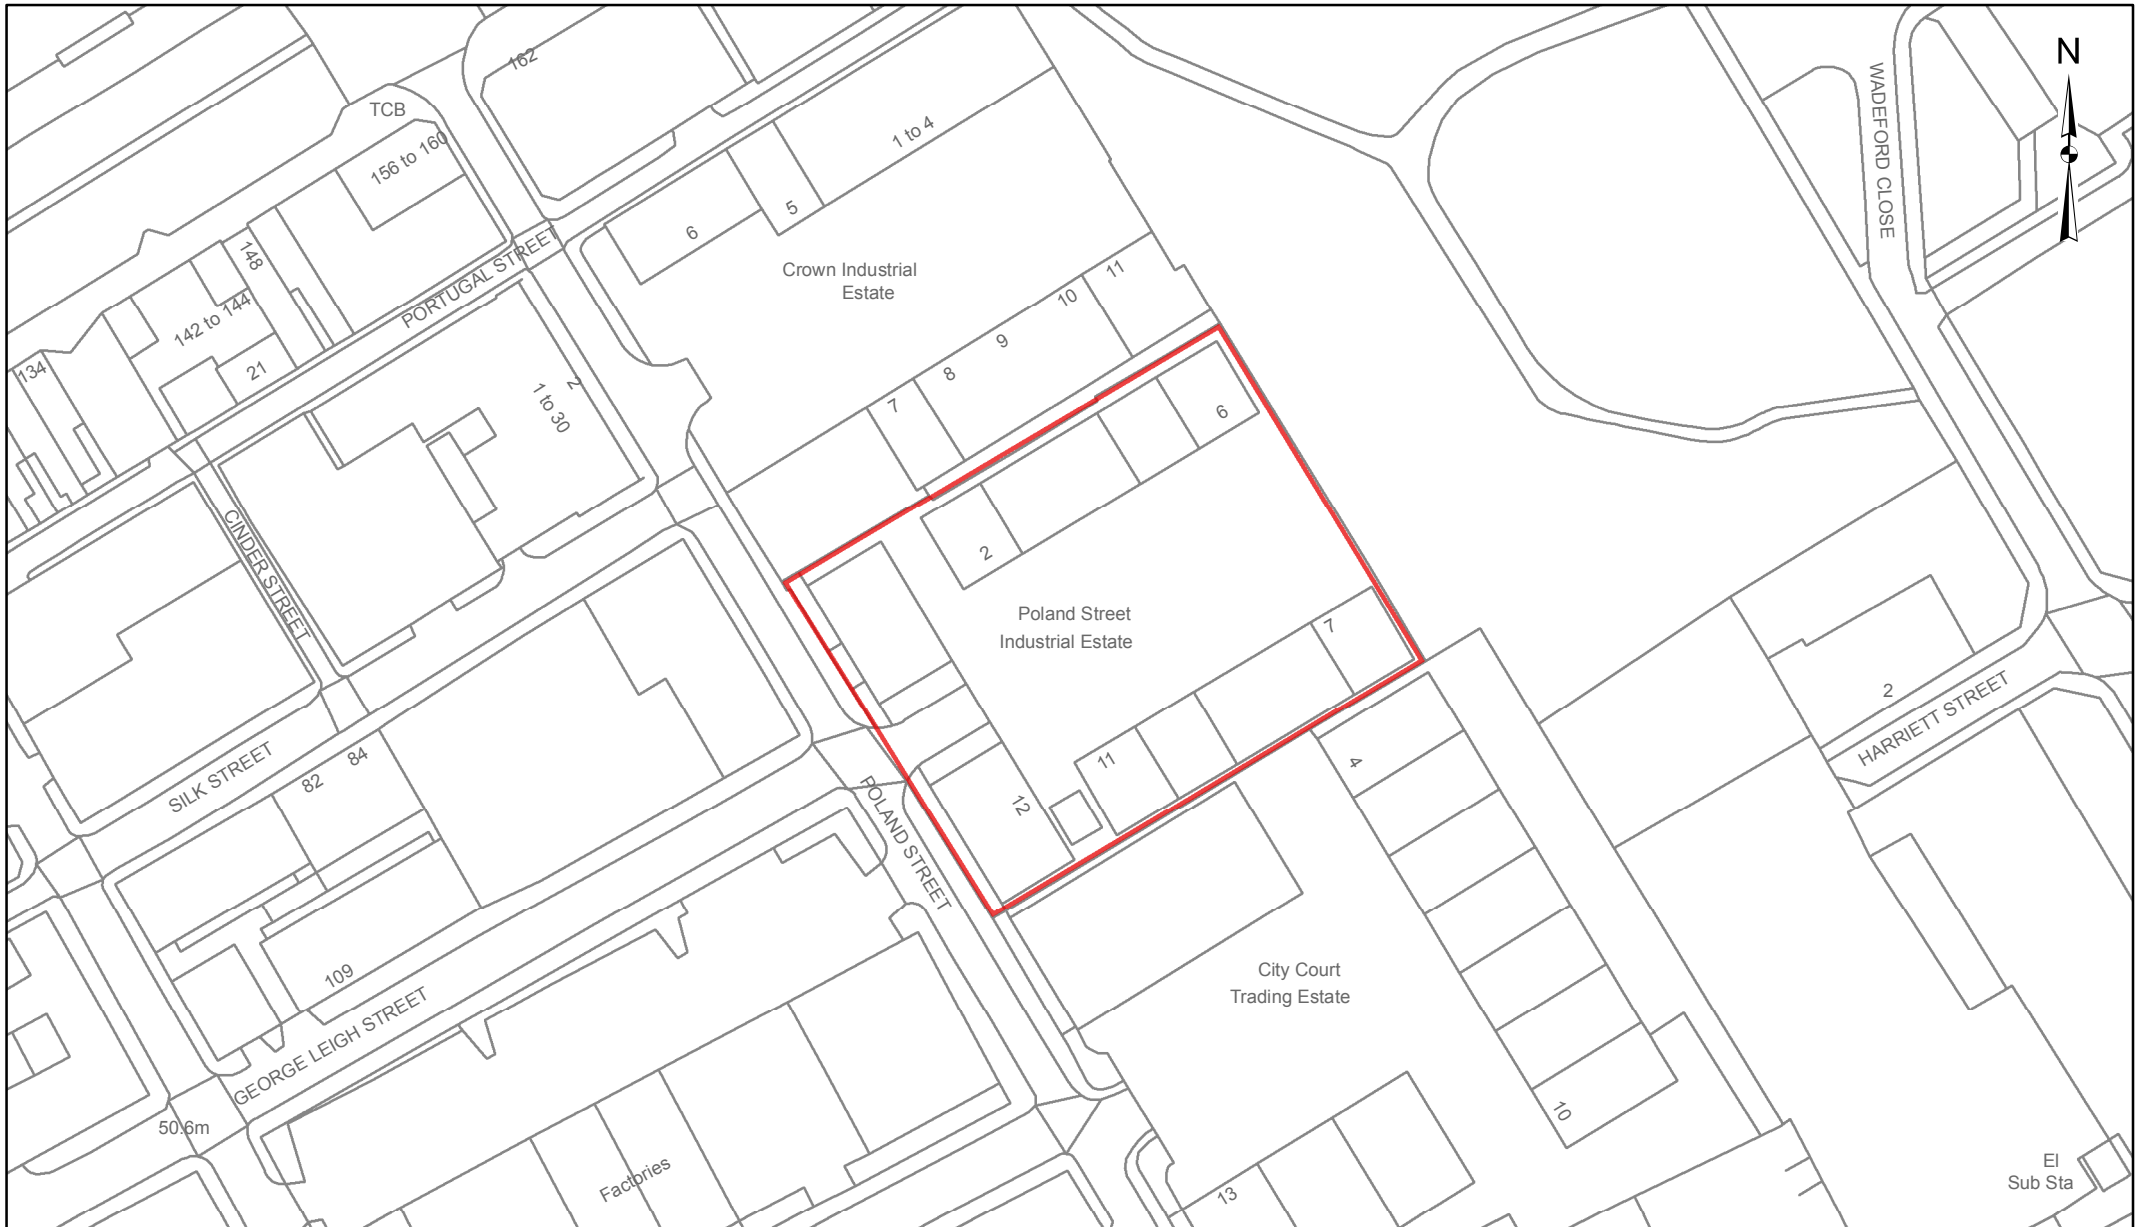 162
N
TCB
WADEFORD CLOSE
156 to 160
1 to 4
5
6
148
PORTUGAL STREET
Crown Industrial
Estate
11
10
142 to 144
9
134
21
8
2
1 to 30
7
6
2
CINDER STREET
Poland Street
Industrial Estate
7
2
HARRIETT STREET
SILK STREET
82
84
11
4
12
POLAND STREET
109
City Court
Trading Estate
GEORGE LEIGH STREET
50.6m
10
Factories
13
El
Sub Sta